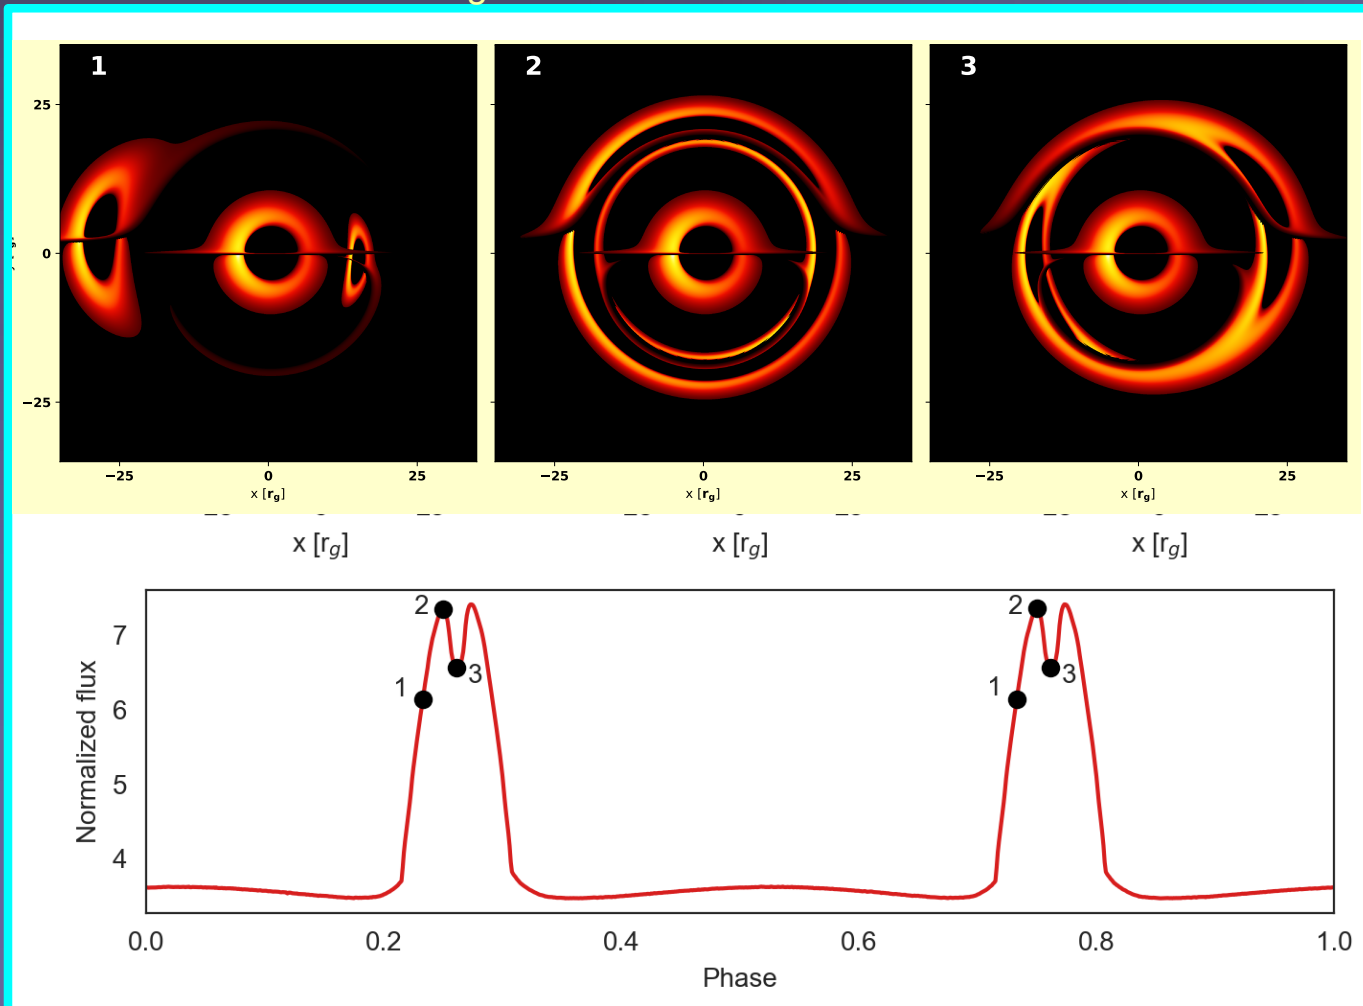 1 2 3
25
0
−25
−25 0 25 −25 0 25 −25 0 25
x [rg] x [rg] x [rg]
x [rg] x [rg] x [rg]
Normalized flux
7
6
5
4
2 2
3 3
1 1
0.0 0.2 0.4 0.6 0.8 1.0
Phase